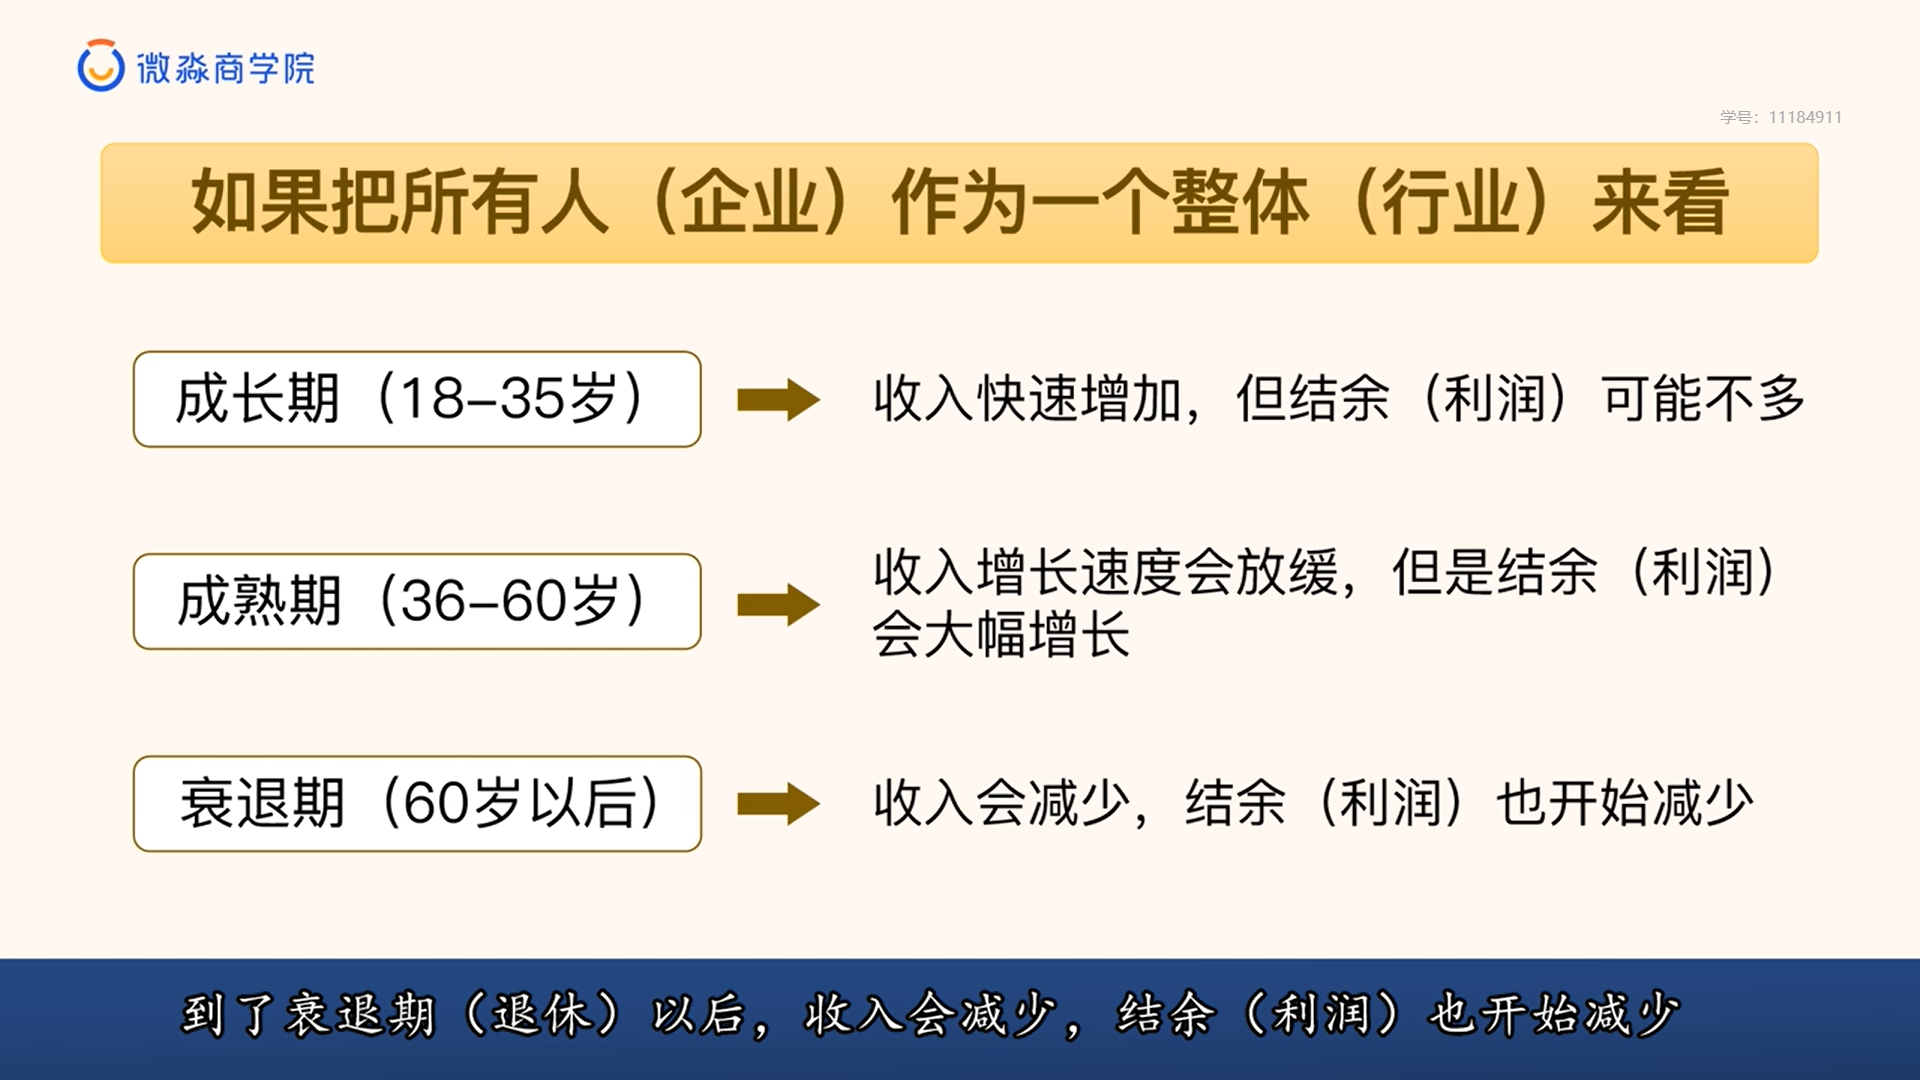 微淼商学院
学号：11184911
如果把所有人（企业）作为一个整体（行业）来看
成长期（18-35岁）
收入快速增加，但结余（利润）可能不多
成熟期（36-60岁）
收入增长速度会放缓，但是结余（利润）
会大幅增长
衰退期（60岁以后）
收入会减少，结余（利润）也开始减少
到了衰退期（退休）以后，收入会减少，结余（利润）也开始减少